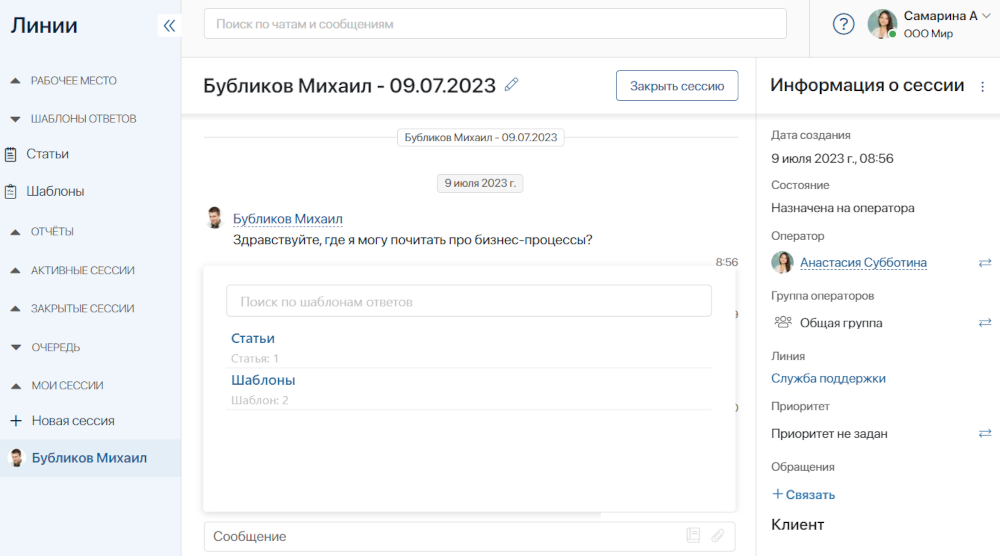 Линии
Поиск по чатам и сообщениям
?
Самарина А
ООО Мир
РАБОЧЕЕ МЕСТО
ШАБЛОНЫ ОТВЕТОВ
Статьи
Шаблоны
ОТЧЁТЫ
АКТИВНЫЕ СЕССИИ
ЗАКРЫТЫЕ СЕССИИ
ОЧЕРЕДЬ
МОИ СЕССИИ
Новая сессия
Бубликов Михаил
Бубликов Михаил - 09.07.2023
Закрыть сессию
Бубликов Михаил - 09.07.2023
9 июля 2023 г.
Бубликов Михаил
Здравствуйте, где я могу почитать про бизнес-процессы?
8:56
Поиск по шаблонам ответов
Статьи
Статья: 1
Шаблоны
Шаблон: 2
Сообщение
Информация о сессии
Дата создания
9 июля 2023 г., 08:56
Состояние
Назначена на оператора
Оператор
Анастасия Субботина
Группа операторов
Общая группа
Линия
Служба поддержки
Приоритет
Приоритет не задан
Обращения
+ Связать
Клиент